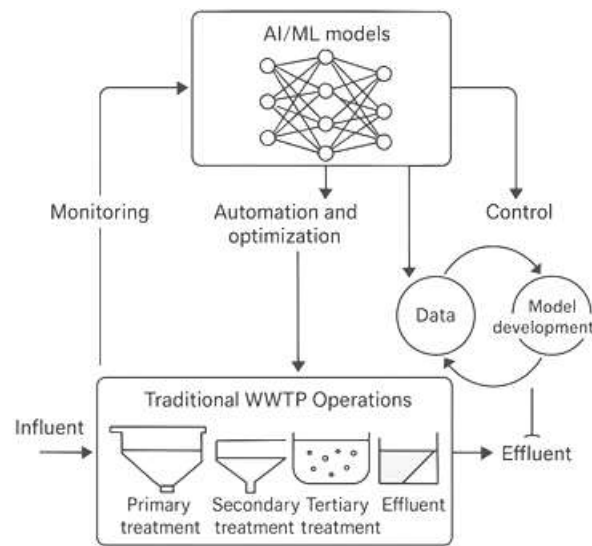 AI/ML models
Monitoring
Automation and
optimization
Control
Data
Model
development
Traditional WWTP Operations
Influent
Primary
treatment
Secondary
treatment
Tertiary
treatment
Effluent
Effluent